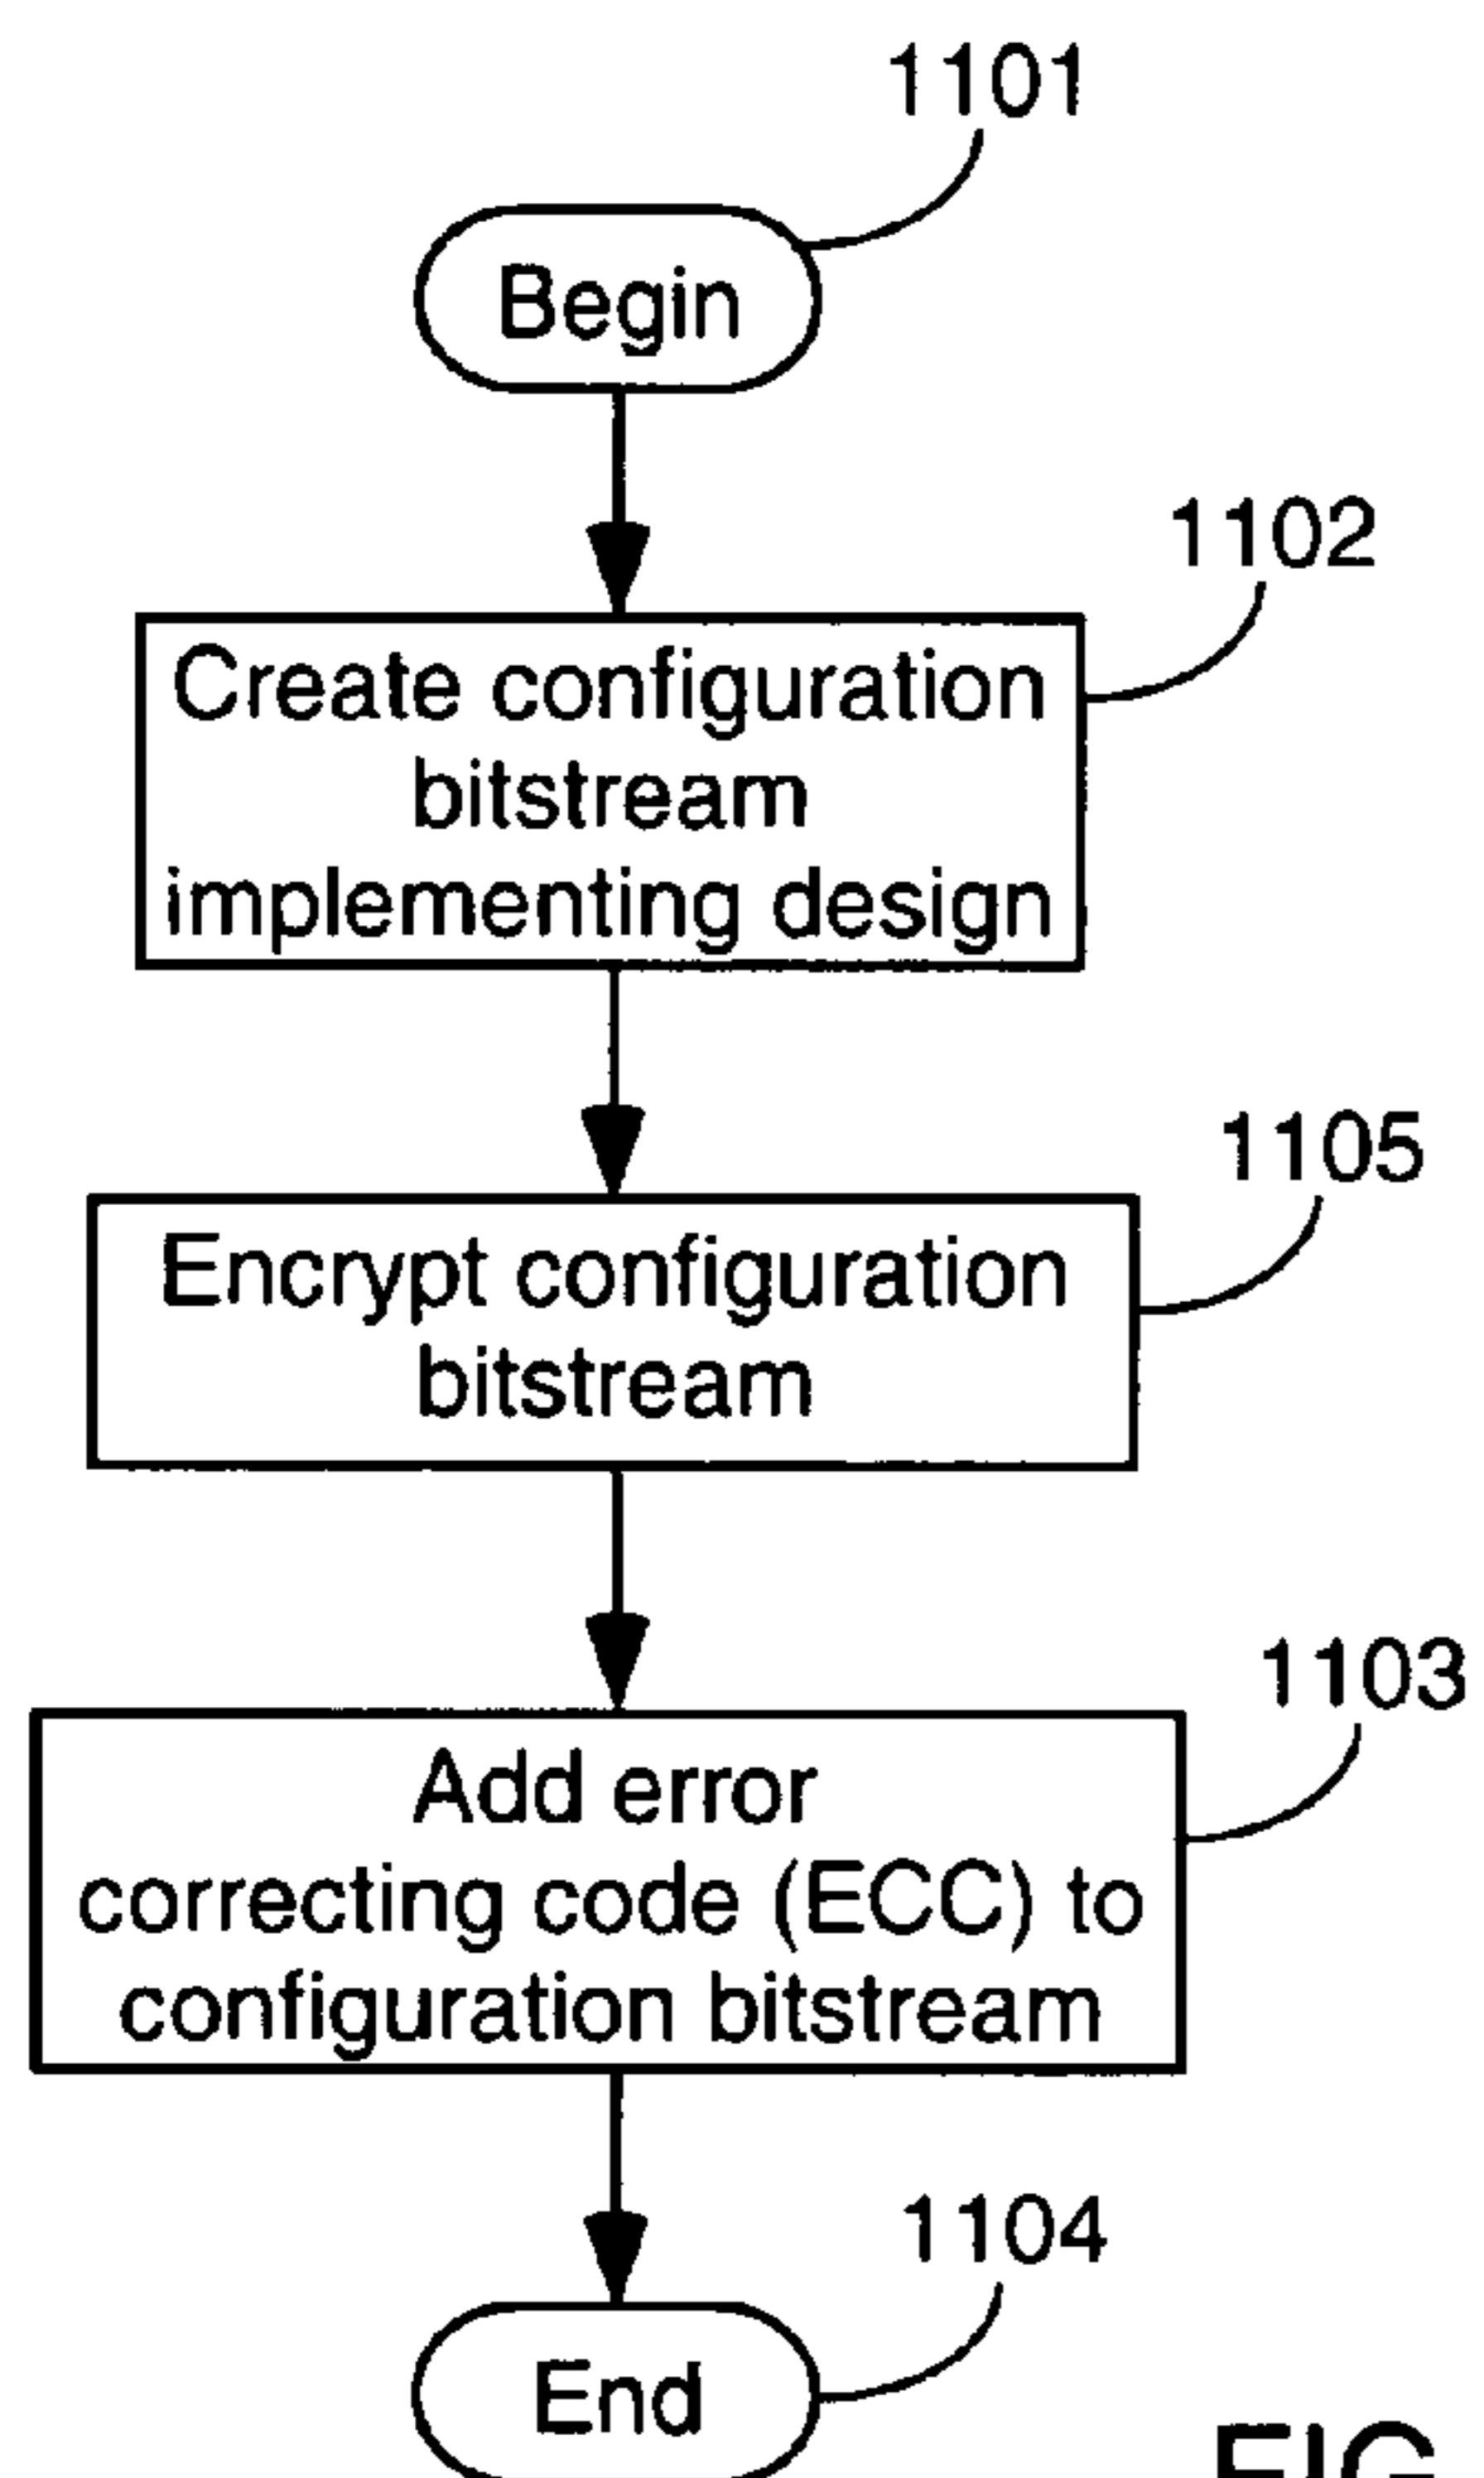 1101
Begin
1102
Create configuration
bitstream
implementing design
1105
Encrypt configuration
bitstream
1103
Add error
correcting code (ECC) to
configuration bitstream
1104
End
FIG